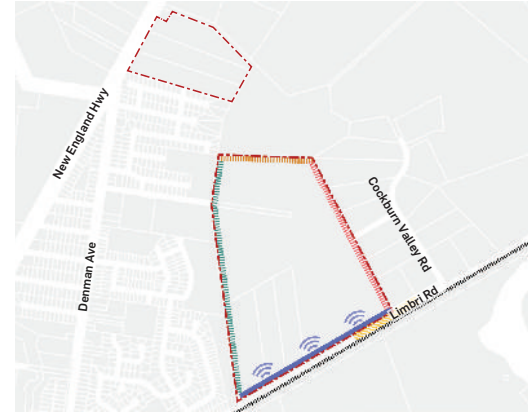 New England Hwy
Cockburn Valley Rd
Denman Ave
Limbri Rd